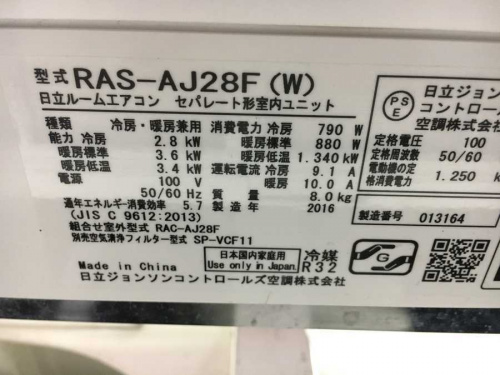 型式 RAS-AJ28F (W)
日立ルームエアコン セパレート形室内ユニット
種類 冷房・暖房兼用
能力 冷房 2.8 kW
暖房標準 3.6 kW
暖房低温 3.4 kW
電源 100 V
50/60 Hz
通年エネルギー消費効率 5.7
(JIS C 9612:2013)
組合せ室外型式 RAC-AJ28F
別売空気清浄フィルター型式 SP-VCF11
消費電力 冷房 790 W
暖房標準 880 W
暖房低温 1.340 kW
運転電流 冷房 9.1 A
暖房 10.0 A
質量 8.0 kg
製造年 2016
PSE
日立ジョン
コントロール
空調株式会
定格電圧 100
定格周波数 50/60
電動機の定
格消費電力 1.250
製造番号 013164
日本国内家庭用
Use only in Japan.
冷媒
R32
G
Made in China
日立ジョンソンコントロールズ空調株式会社